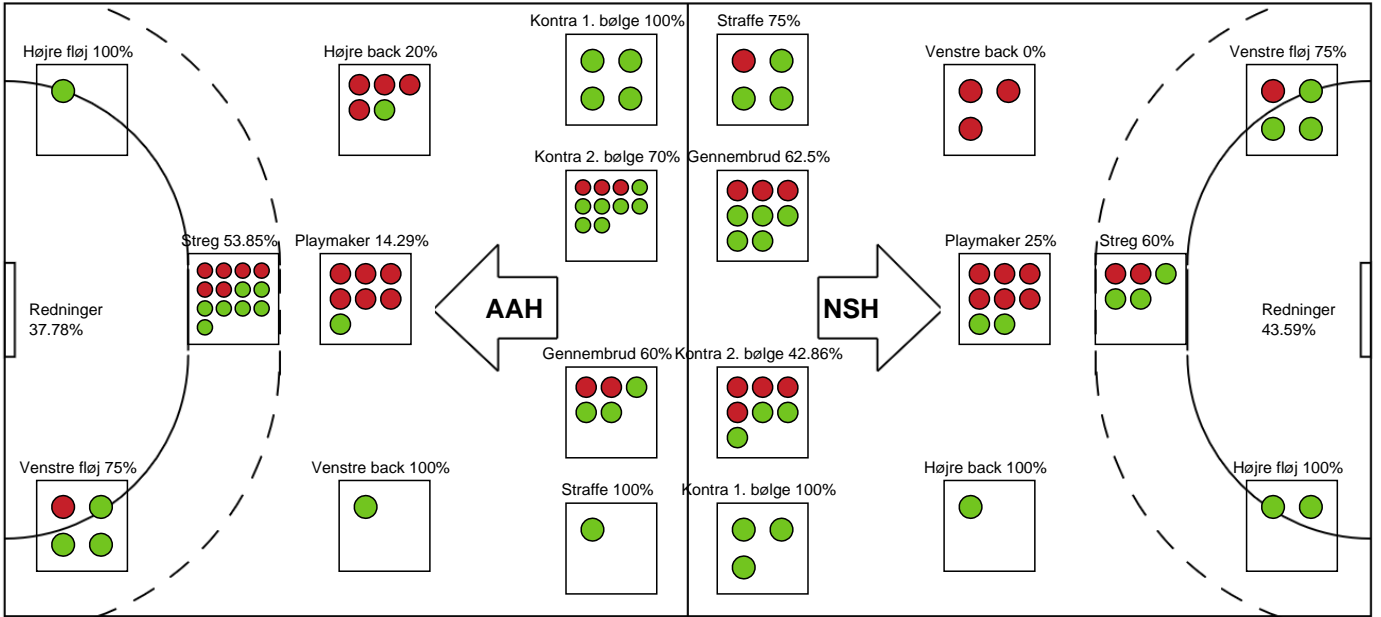 Kontra 1. bølge 100%
Straffe 75%
Højre fløj 100%
Højre back 20%
Venstre back 0%
Venstre fløj 75%
Kontra 2. bølge 70%
Gennembrud 62.5%
Streg 53.85%
Playmaker 14.29%
Playmaker 25%
Streg 60%
Redninger
37.78%
AAH
NSH
Redninger
43.59%
Gennembrud 60%
Kontra 2. bølge 42.86%
Venstre fløj 75%
Venstre back 100%
Straffe 100%
Kontra 1. bølge 100%
Højre back 100%
Højre fløj 100%